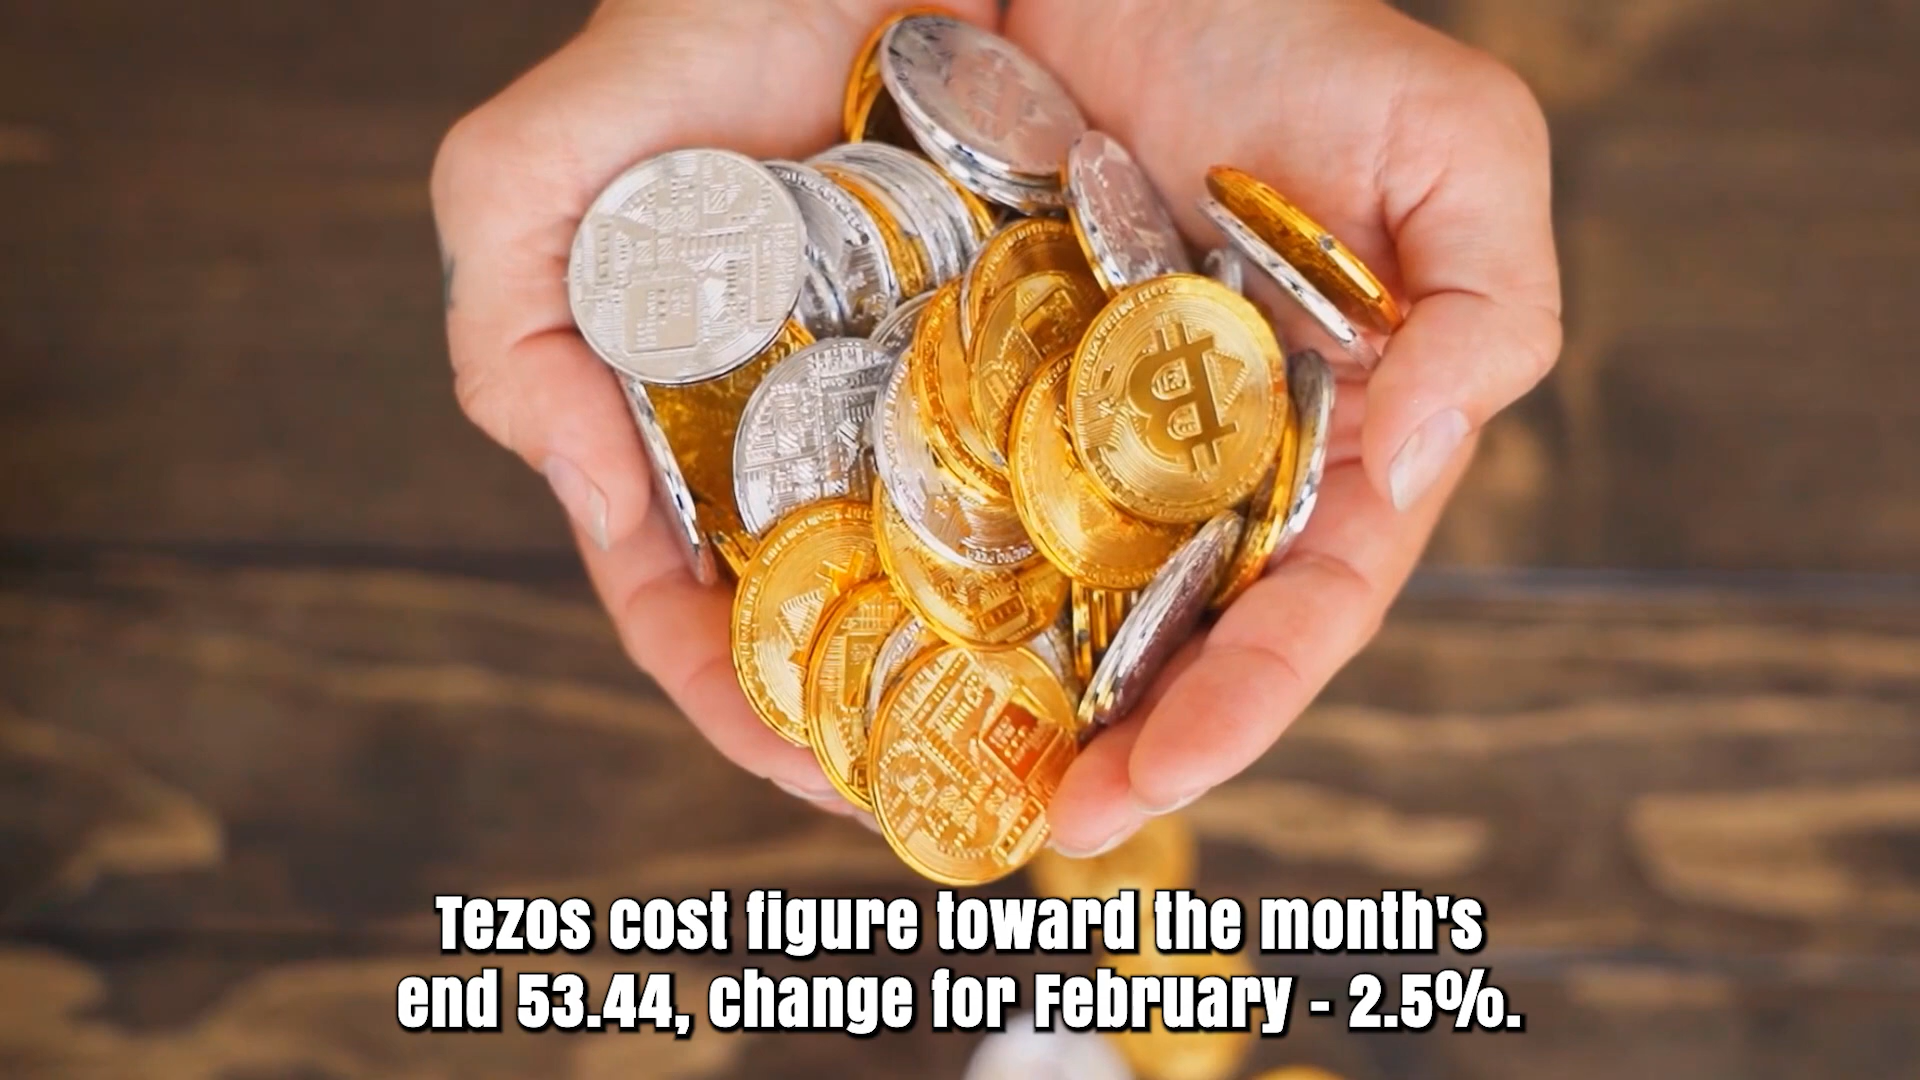 Tezos cost figure toward the month's
end 53.44, change for February - 2.5%.